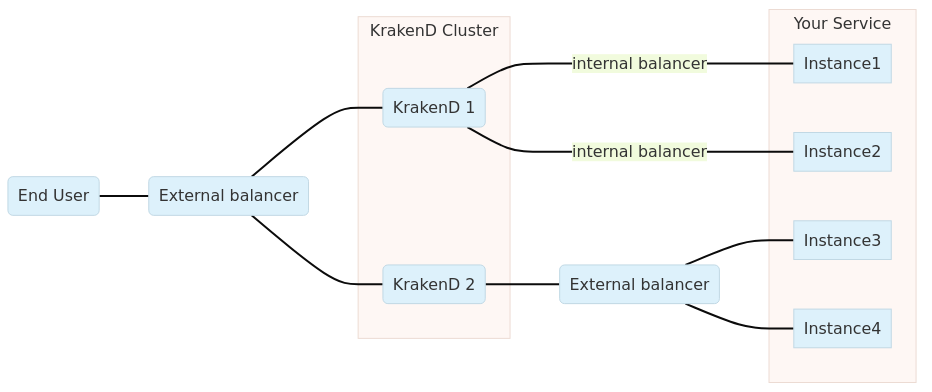 KrakenD Cluster
Your Service
internal balancer
Instance1
KrakenD 1
internal balancer
Instance2
End User
External balancer
Instance3
KrakenD 2
External balancer
Instance4